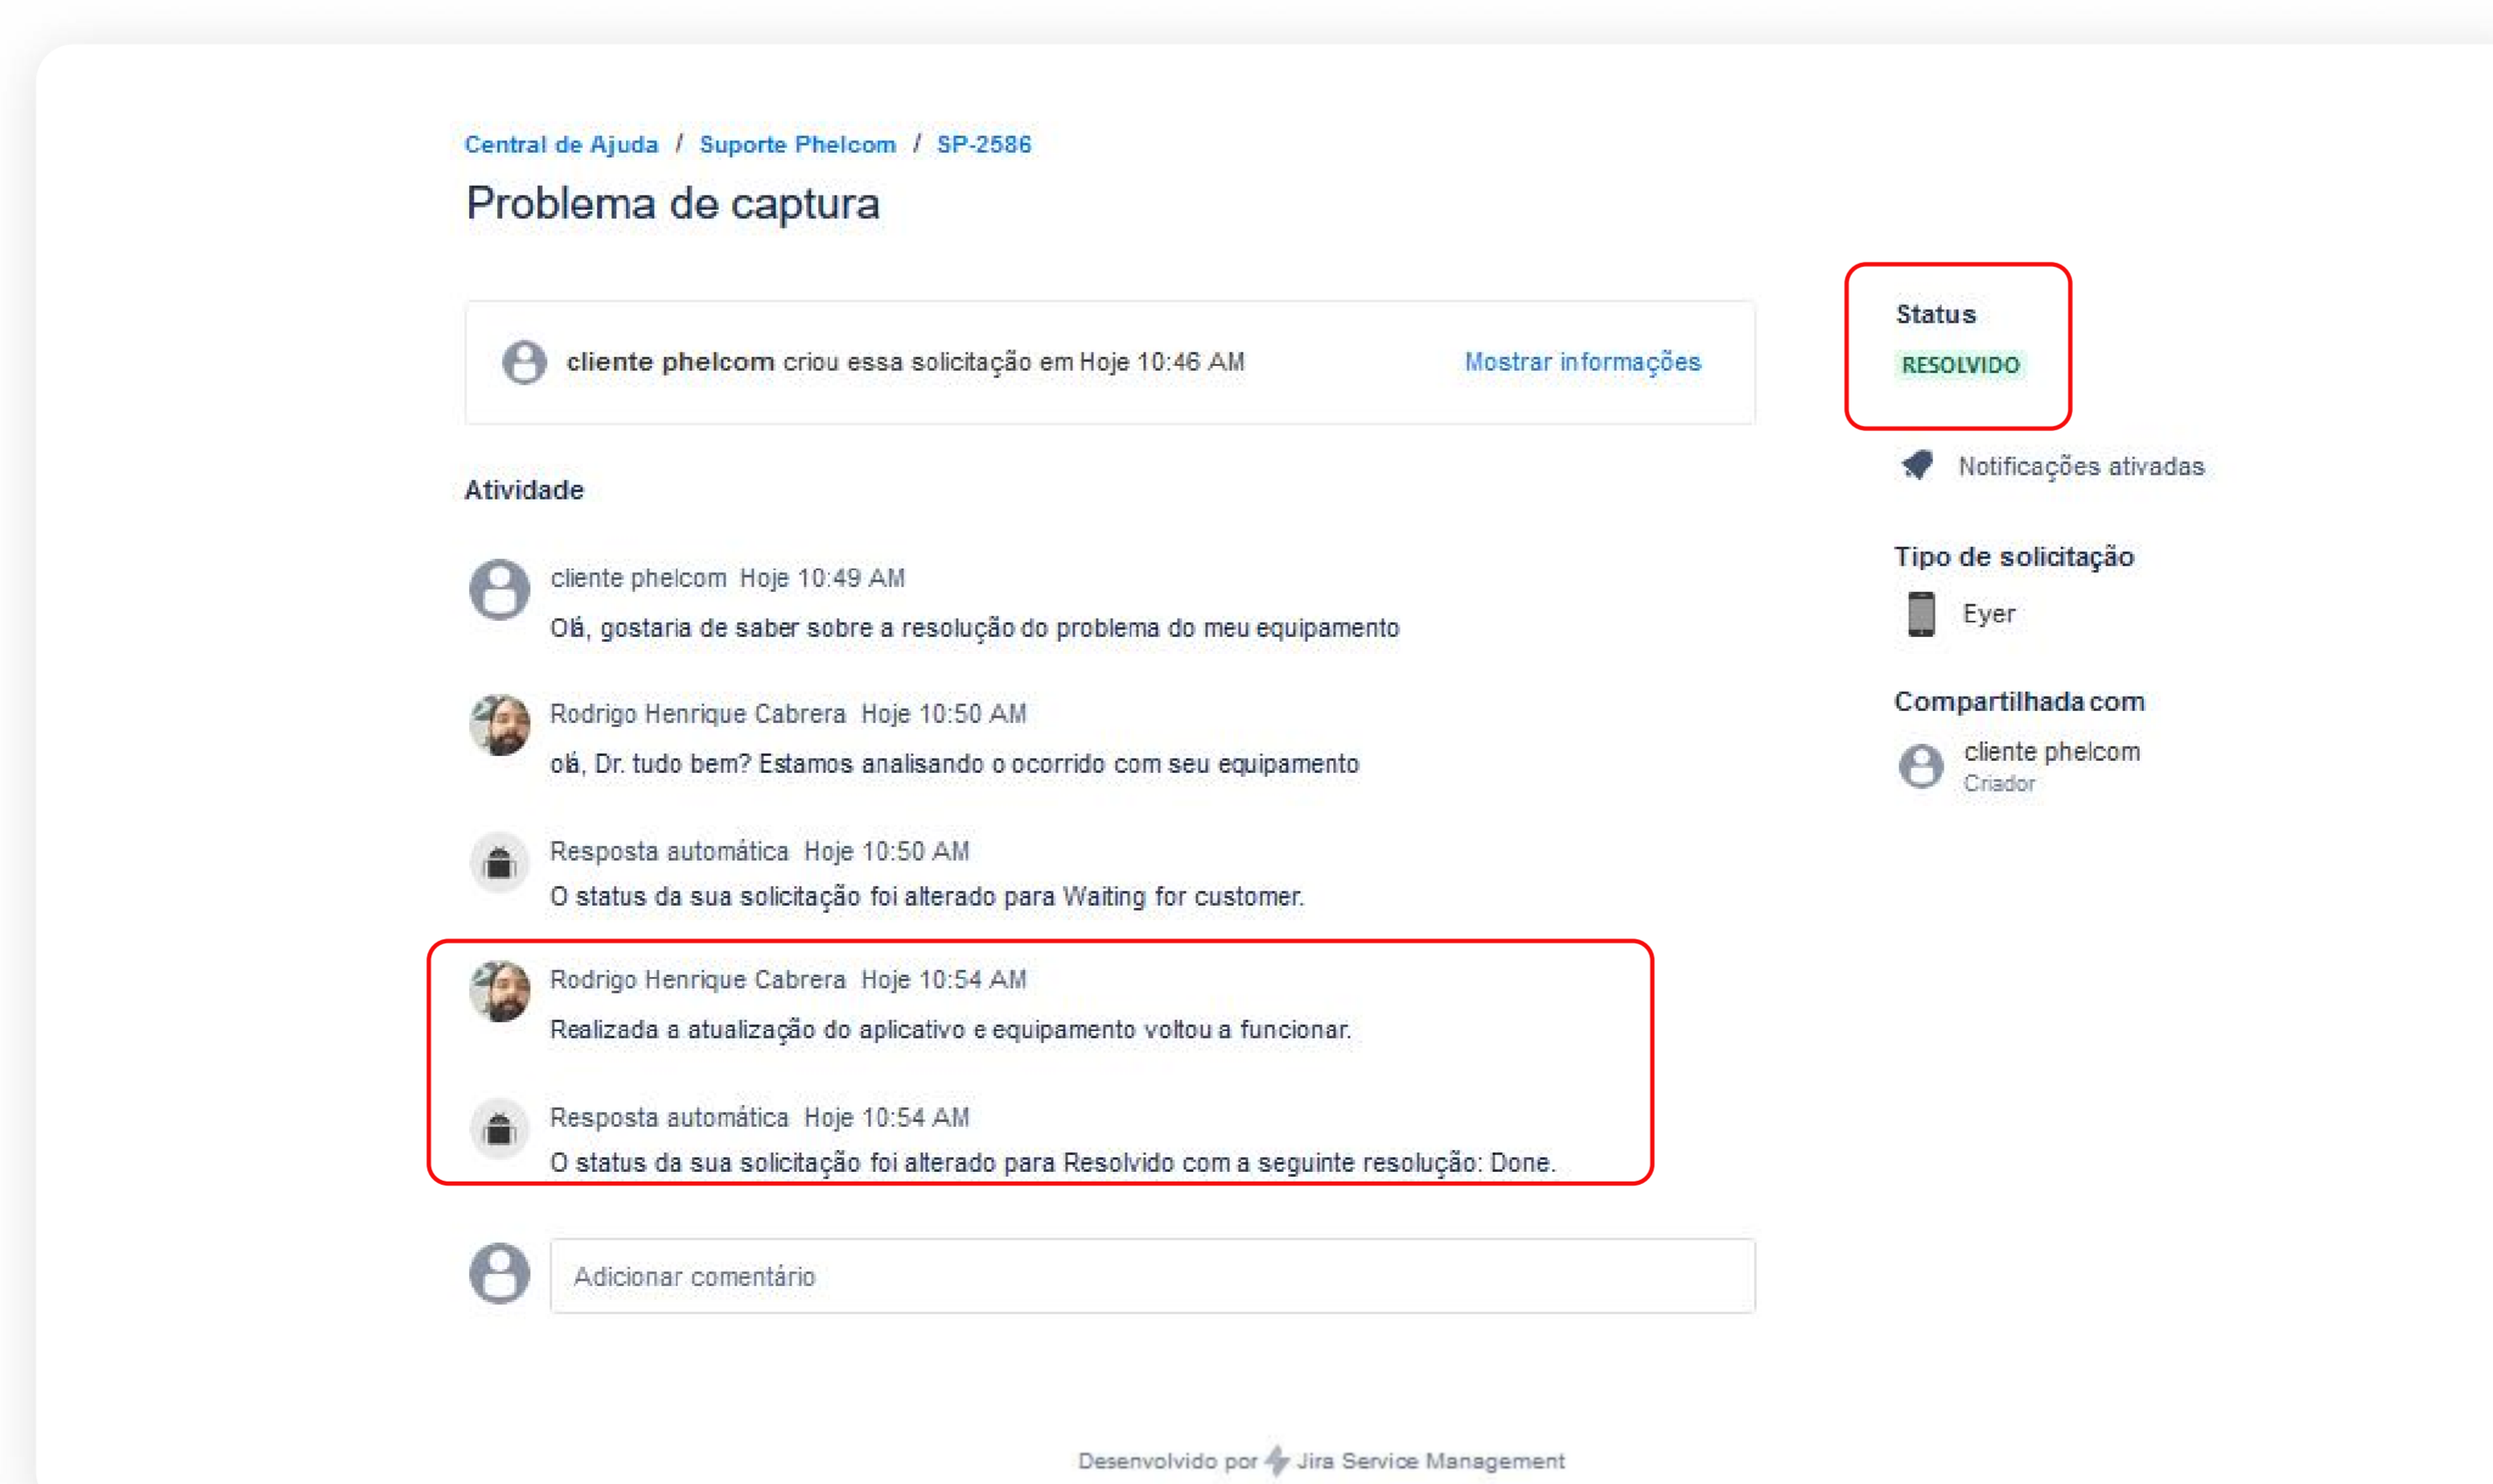 Central de Ajuda / Suporte Phelcom / SP-2586
Problema de captura
cliente phelcom criou essa solicitação em Hoje 10:46 AM
Mostrar informações
Atividade
cliente phelcom Hoje 10:49 AM
Olá, gostaria de saber sobre a resolução do problema do meu equipamento
Rodrigo Henrique Cabrera Hoje 10:50 AM
olá, Dr. tudo bem? Estamos analisando o ocorrido com seu equipamento
Resposta automática Hoje 10:50 AM
O status da sua solicitação foi alterado para Waiting for customer.
Rodrigo Henrique Cabrera Hoje 10:54 AM
Realizada a atualização do aplicativo e equipamento voltou a funcionar.
Resposta automática Hoje 10:54 AM
O status da sua solicitação foi alterado para Resolvido com a seguinte resolução: Done.
Adicionar comentário
Status
RESOLVIDO
Notificações ativadas
Tipo de solicitação
Eyer
Compartilhada com
cliente phelcom
Criador
Desenvolvido por Jira Service Management